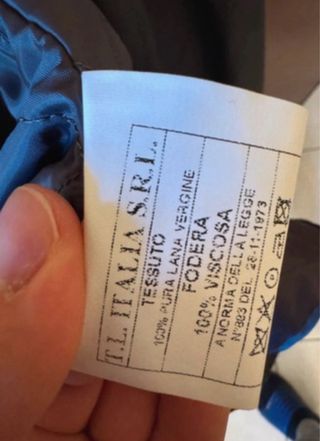 T.L. ITALIA S.R.L.
TESSUTO
100% PURA LANA VERGINE
FODERA
100% VISCOSA
A NORMA DELLA LEGGE
N°883 DEL 26-11-1973